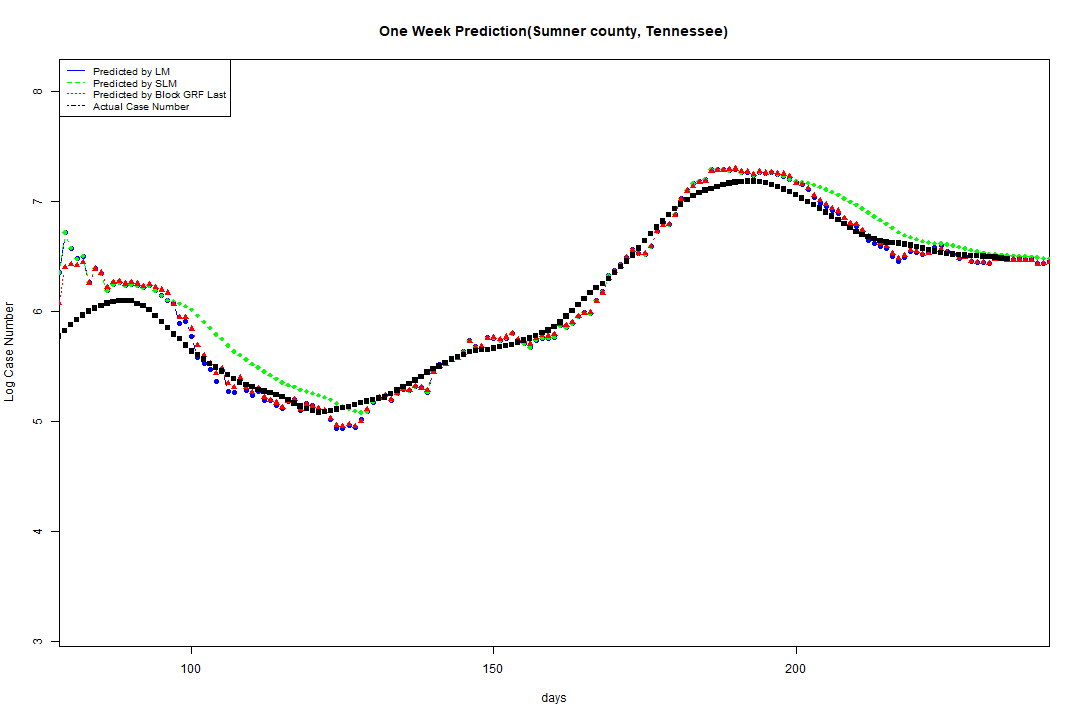 One Week Prediction(Sumner county, Tennessee)
Predicted by LM
Predicted by SLM
Predicted by Block GRF Last
Actual Case Number
8
7
6
5
4
3
Log Case Number
100 150 200
days